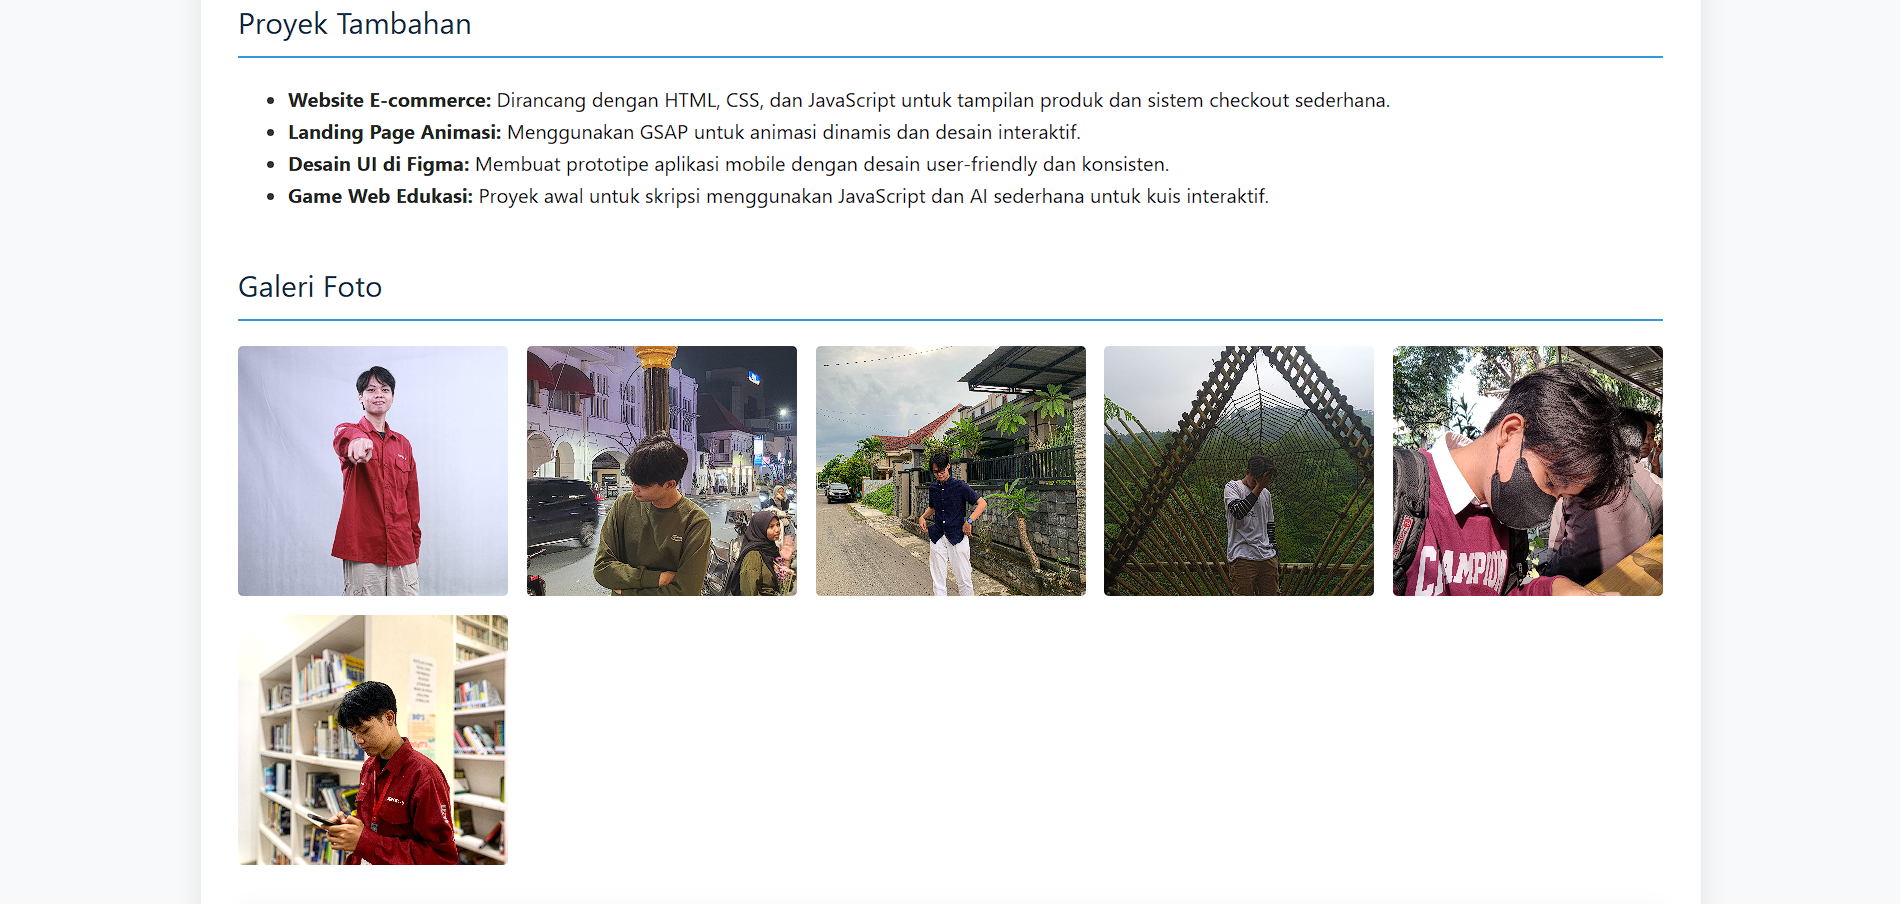 Proyek Tambahan
Website E-commerce: Dirancang dengan HTML, CSS, dan JavaScript untuk tampilan produk dan sistem checkout sederhana.
Landing Page Animasi: Menggunakan GSAP untuk animasi dinamis dan desain interaktif.
Desain UI di Figma: Membuat prototipe aplikasi mobile dengan desain user-friendly dan konsisten.
Game Web Edukasi: Proyek awal untuk skripsi menggunakan JavaScript dan AI sederhana untuk kuis interaktif.
Galeri Foto